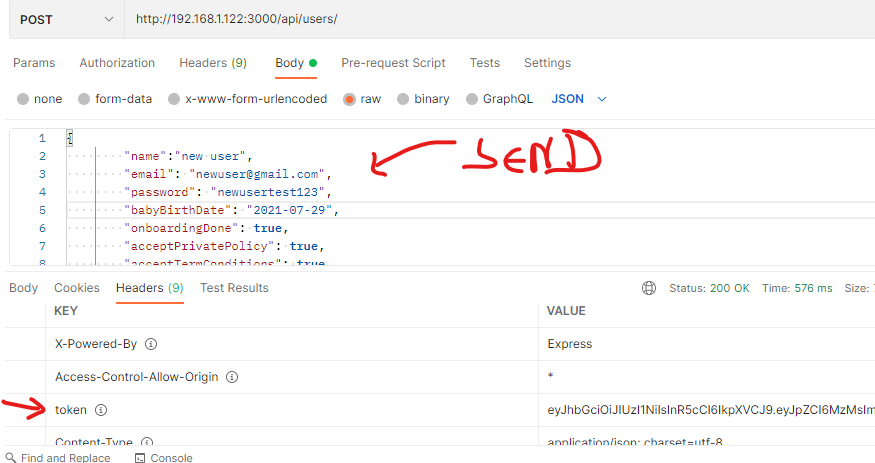 POST http://192.168.1.122:3000/api/users/
Params Authorization Headers (9) Body Pre-request Script Tests Settings
none form-data x-www-form-urlencoded raw binary GraphQL JSON
1 {
2 "name":"new user",
3 "email": "newuser@gmail.com",
4 "password": "newusertest123",
5 "babyBirthDate": "2021-07-29",
6 "onboardingDone": true,
7 "acceptPrivatePolicy": true,
8 "acceptTermConditions": true
SEND
Body Cookies Headers (9) Test Results Status: 200 OK Time: 576 ms Size:
KEY VALUE
X-Powered-By Express
Access-Control-Allow-Origin *
token eyJhbGciOiJIUzI1NiIsInR5cCI6IkpXVCJ9.eyJpZCI6MzMsIm
Content-Type application/json; charset=utf-8
Find and Replace Console